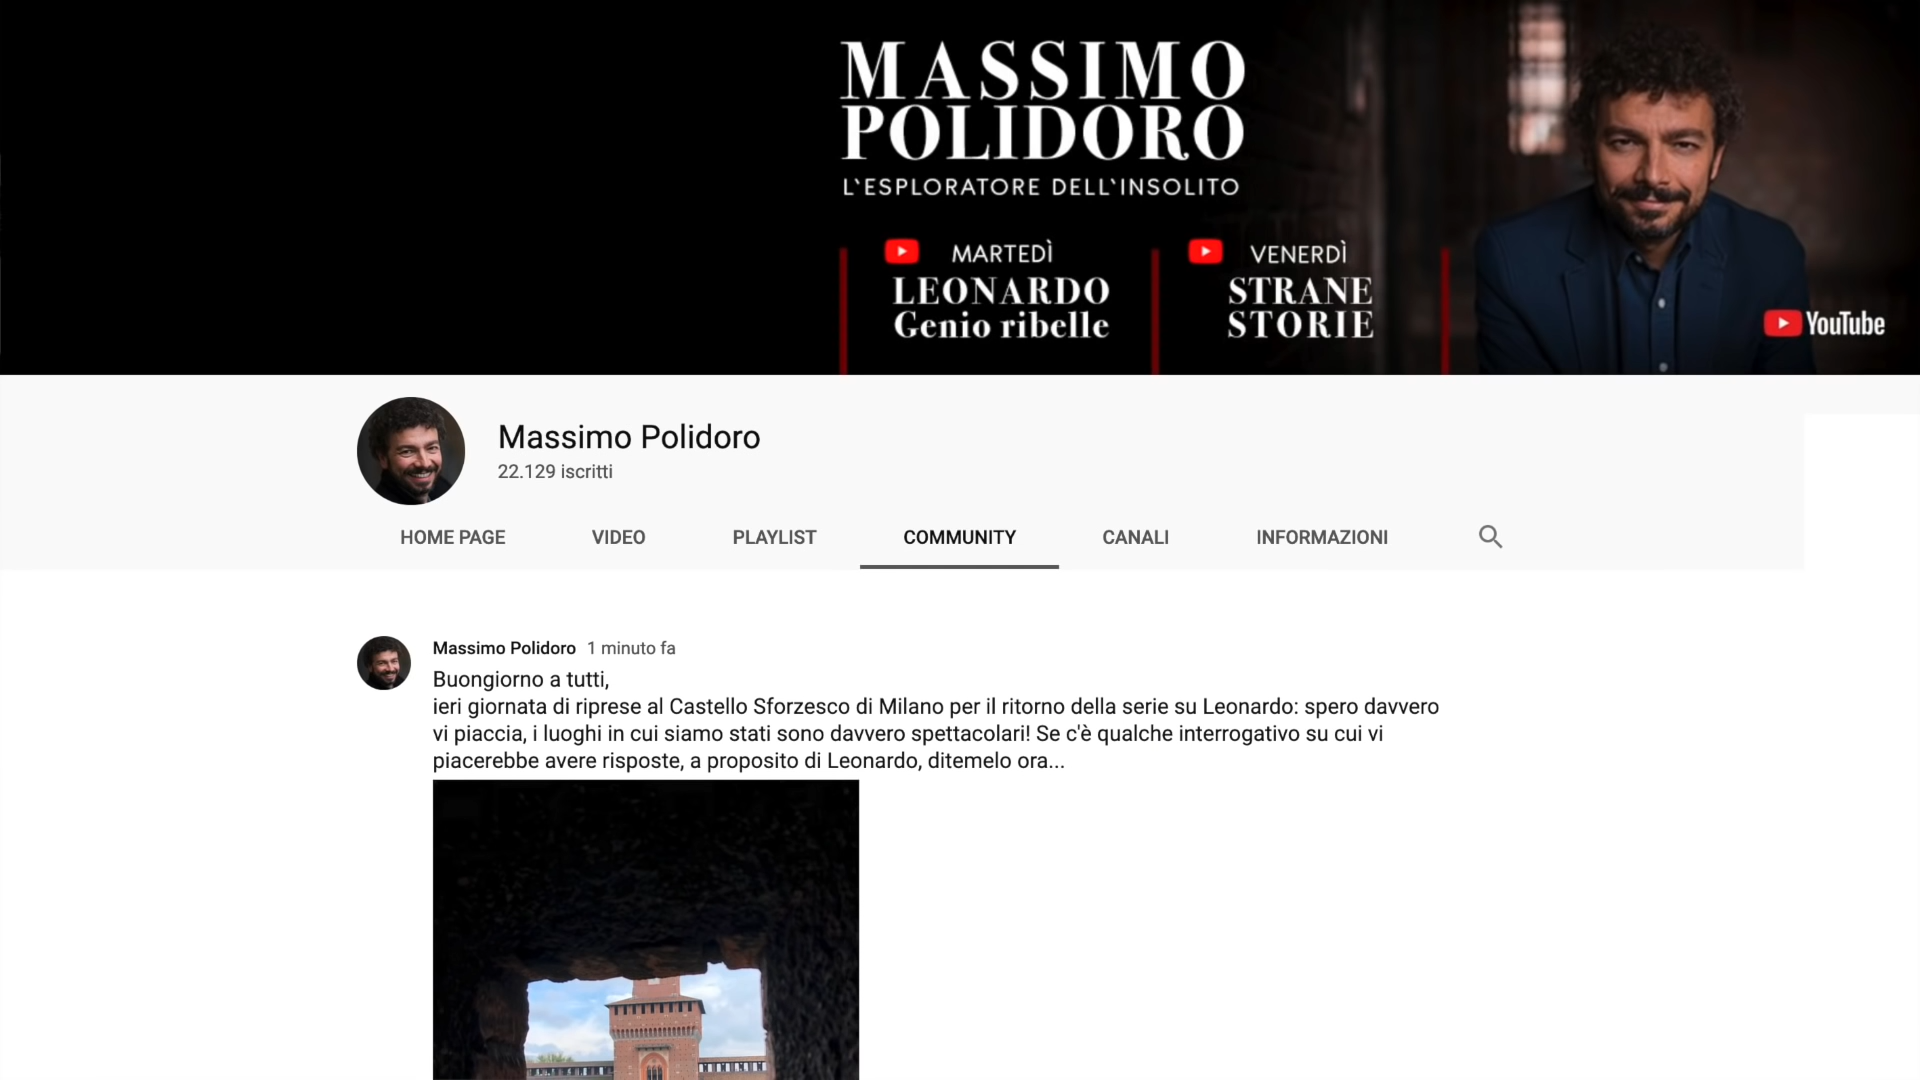 MASSIMO
POLIDORO
L`ESPLORATORE DELL`INSOLITO
MARTEDÌ
LEONARDO
Genio ribelle
VENERDÌ
STRANE
STORIE
YouTube
Massimo Polidoro
22.129 iscritti
HOME PAGE VIDEO PLAYLIST COMMUNITY CANALI INFORMAZIONI
Massimo Polidoro 1 minuto fa
Buongiorno a tutti,
ieri giornata di riprese al Castello Sforzesco di Milano per il ritorno della serie su Leonardo: spero davvero
vi piaccia, i luoghi in cui siamo stati sono davvero spettacolari! Se c'è qualche interrogativo su cui vi
piacerebbe avere risposte, a proposito di Leonardo, ditemelo ora...